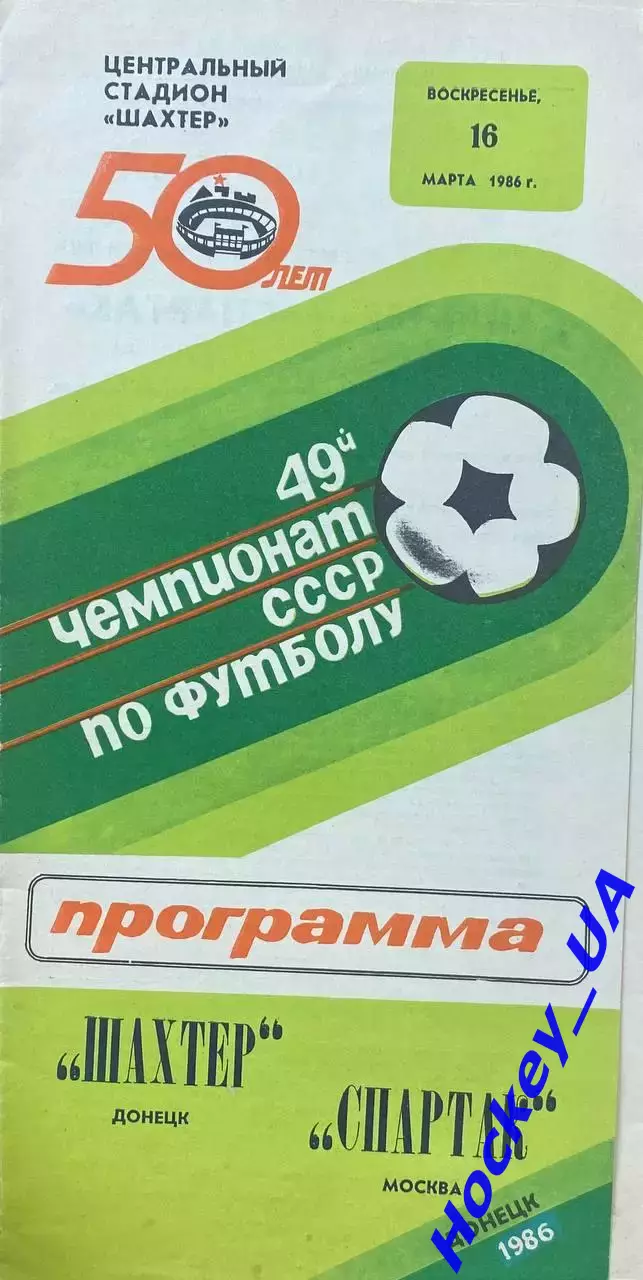 ЦЕНТРАЛЬНЫЙ
СТАДИОН
«ШАХТЕР»
50
ЛЕТ
ВОСКРЕСЕНЬЕ,
16
МАРТА 1986 г.
49й
ЧЕМПИОНАТ
СССР
ПО ФУТБОЛУ
программа
„ШАХТЕР“
ДОНЕЦК
„СПАРТАК“
МОСКВА
ДОНЕЦК
1986
Hockey_UA